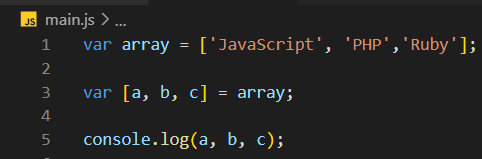 JS main.js > ...
1 var array = ['JavaScript', 'PHP','Ruby'];
2
3 var [a, b, c] = array;
4
5 console.log(a, b, c);